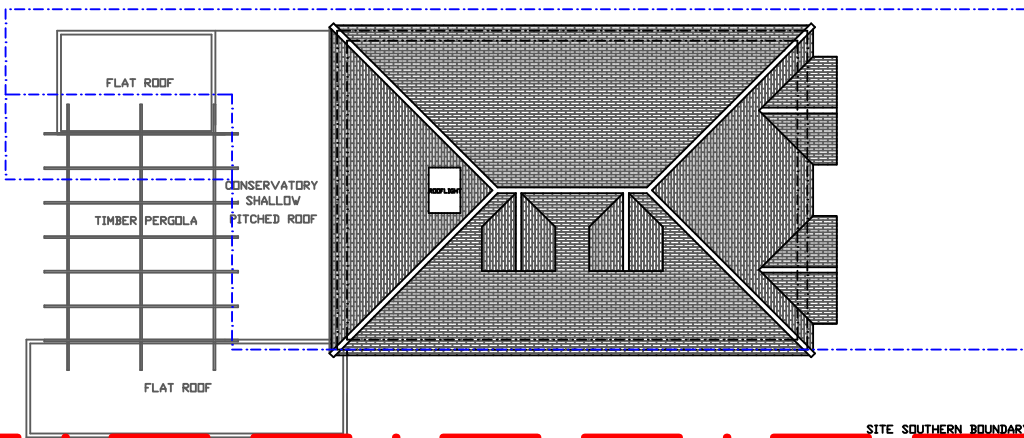 FLAT ROOF
CONSERVATORY
SHALLOW
PITCHED ROOF
TIMBER PERGOLA
ROOFLIGHT
FLAT ROOF
SITE SOUTHERN BOUNDARY